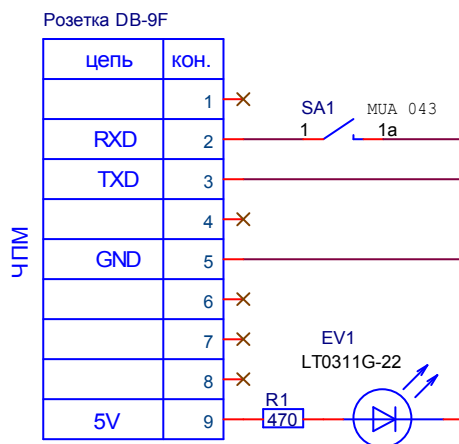 Розетка DB-9F
цепь кон.
1
SA1 MUA 043
RXD 2 1 1a
TXD 3
4
GND 5
ЧПМ
6
7
EV1
LT0311G-22
8
R1
5V 9 470